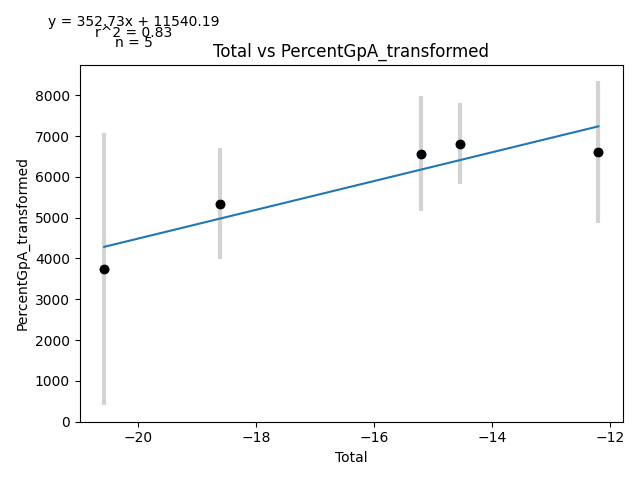 y = 352.73x + 11540.19
r^2 = 0.83
n = 5
Total vs PercentGpA_transformed
PercentGpA_transformed
8000
7000
6000
5000
4000
3000
2000
1000
0
−20
−18
−16
−14
−12
Total